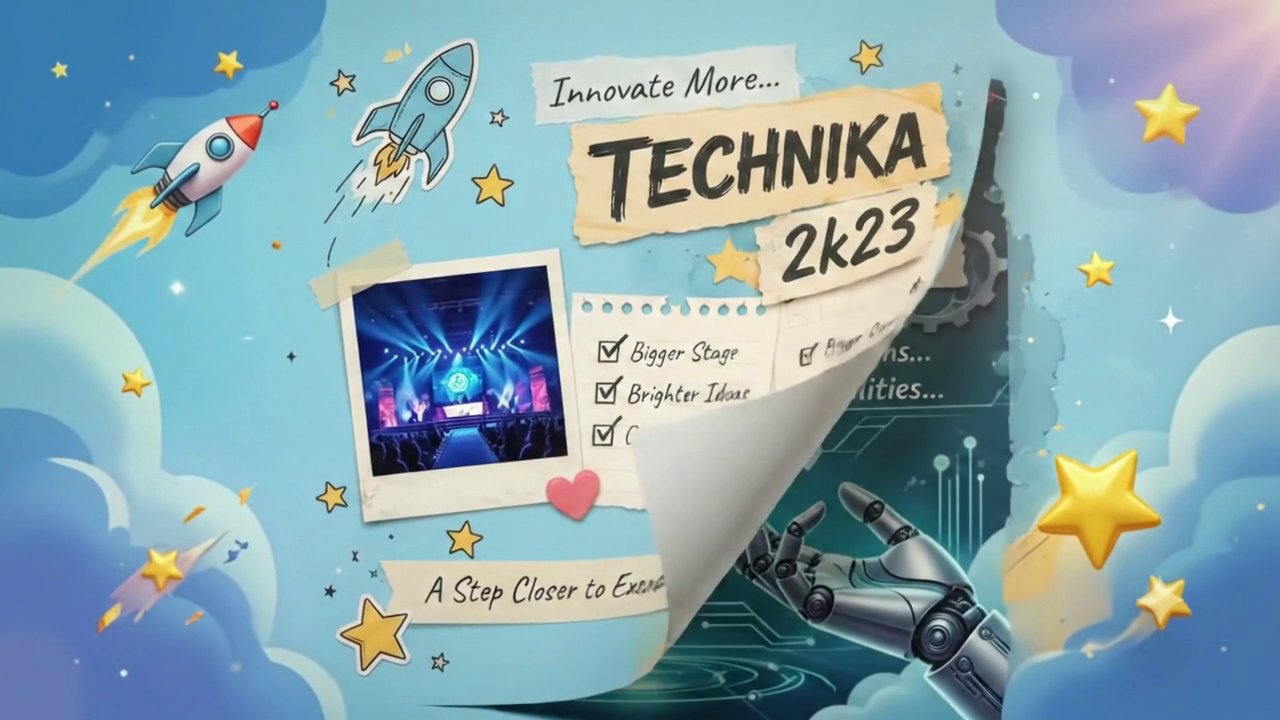 Innovate More...
TECHNIKA
2k23
Bigger Stage
Brighter Ideas
A Step Closer to